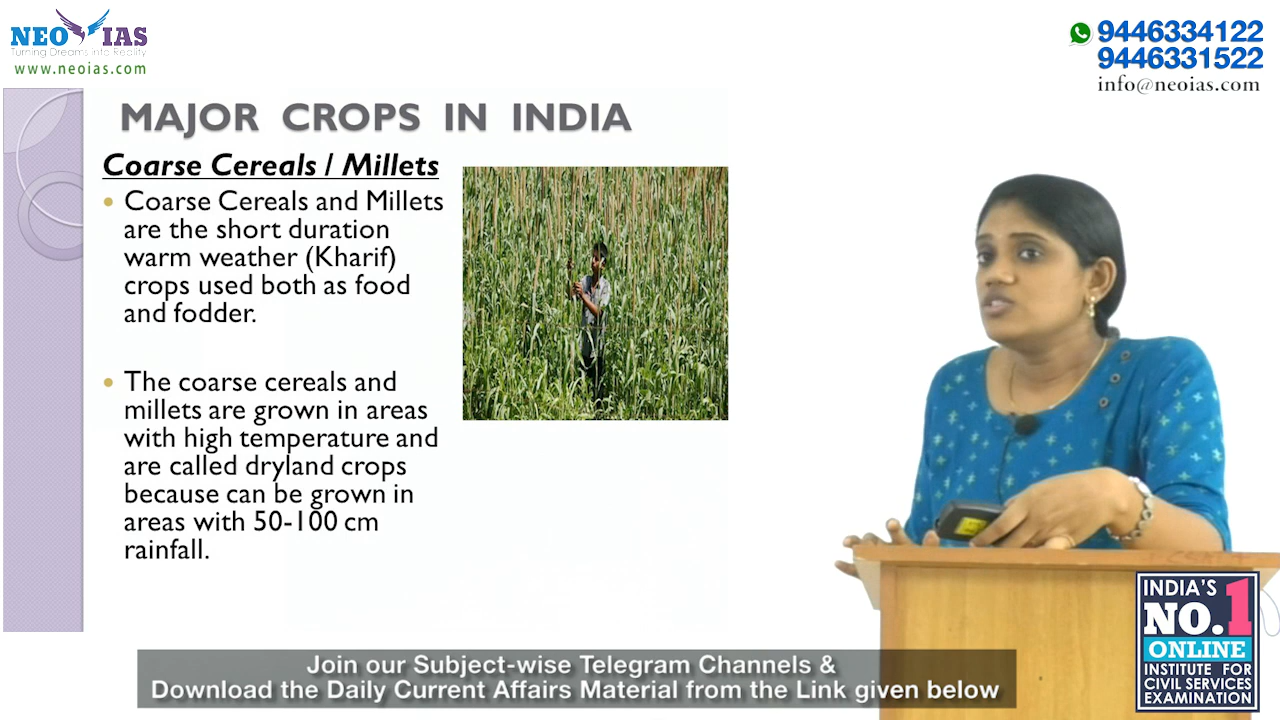 NEO IAS
Turning Dreams into Reality
www.neoias.com
9446334122
9446331522
info@neoias.com
MAJOR CROPS IN INDIA
Coarse Cereals / Millets
Coarse Cereals and Millets
are the short duration
warm weather (Kharif)
crops used both as food
and fodder.
The coarse cereals and
millets are grown in areas
with high temperature and
are called dryland crops
because can be grown in
areas with 50-100 cm
rainfall.
INDIA'S
NO.1
ONLINE
INSTITUTE FOR
CIVIL SERVICES
EXAMINATION
Join our Subject-wise Telegram Channels &
Download the Daily Current Affairs Material from the Link given below